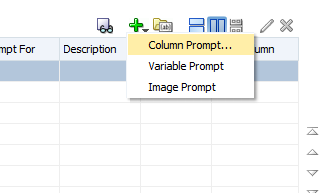 mpt For Description umn
Column Prompt...
Variable Prompt
Image Prompt